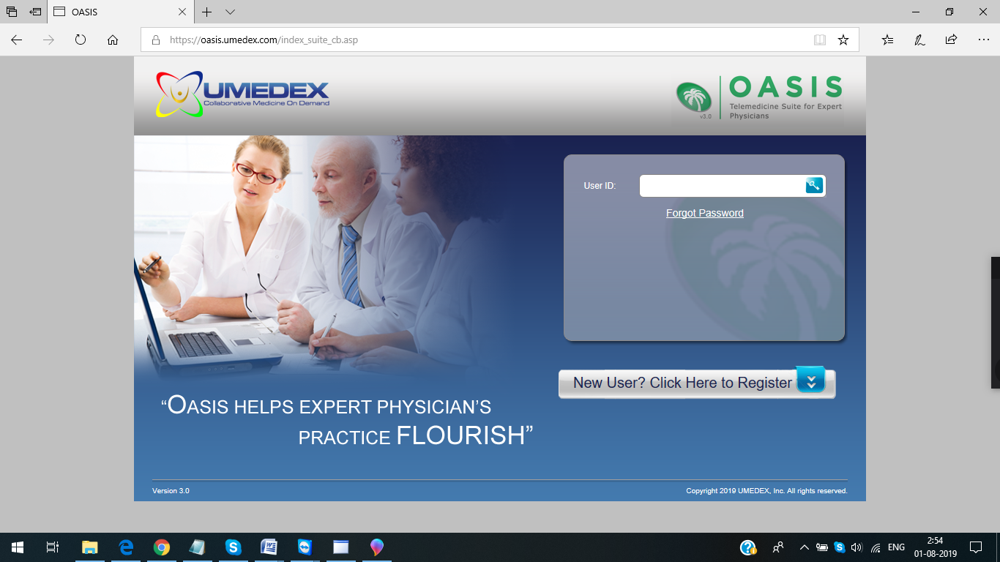 OASIS
https://oasis.umedex.com/index_suite_cb.asp
UMEDEX
Collaborative Medicine On Demand
OASIS
Telemedicine Suite for Expert
Physicians
v3.0
User ID:
Forgot Password
New User? Click Here to Register
“OASIS HELPS EXPERT PHYSICIAN’S
PRACTICE FLOURISH”
Version 3.0
Copyright 2019 UMEDEX, Inc. All rights reserved.
ENG
2:54
01-08-2019